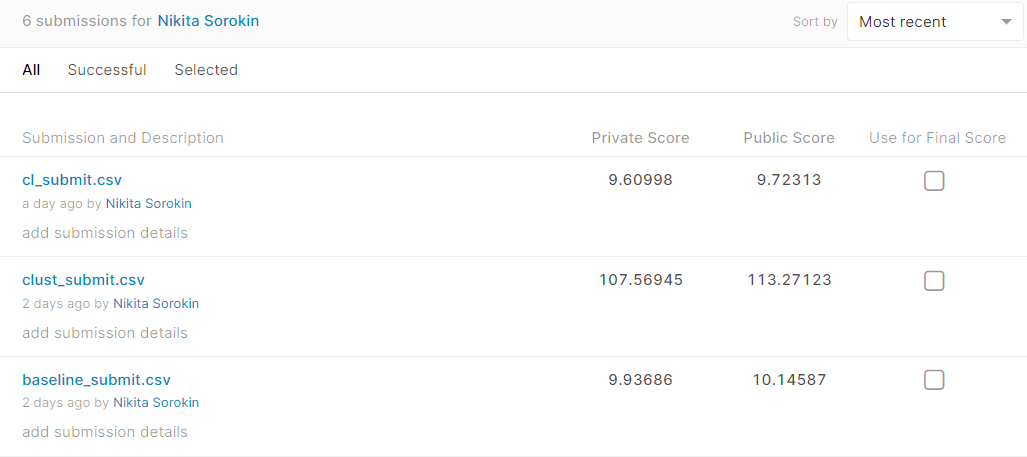 6 submissions for Nikita Sorokin
Sort by Most recent
All Successful Selected
Submission and Description Private Score Public Score Use for Final Score
cl_submit.csv 9.60998 9.72313
a day ago by Nikita Sorokin
add submission details
clust_submit.csv 107.56945 113.27123
2 days ago by Nikita Sorokin
add submission details
baseline_submit.csv 9.93686 10.14587
2 days ago by Nikita Sorokin
add submission details